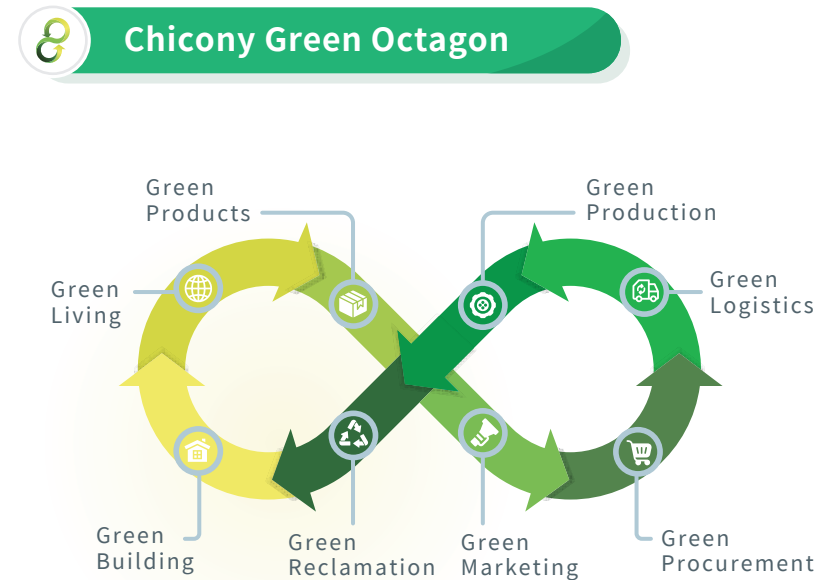 Chicony Green Octagon
Green
Products
Green
Production
Green
Living
Green
Logistics
Green
Building
Green
Reclamation
Green
Marketing
Green
Procurement